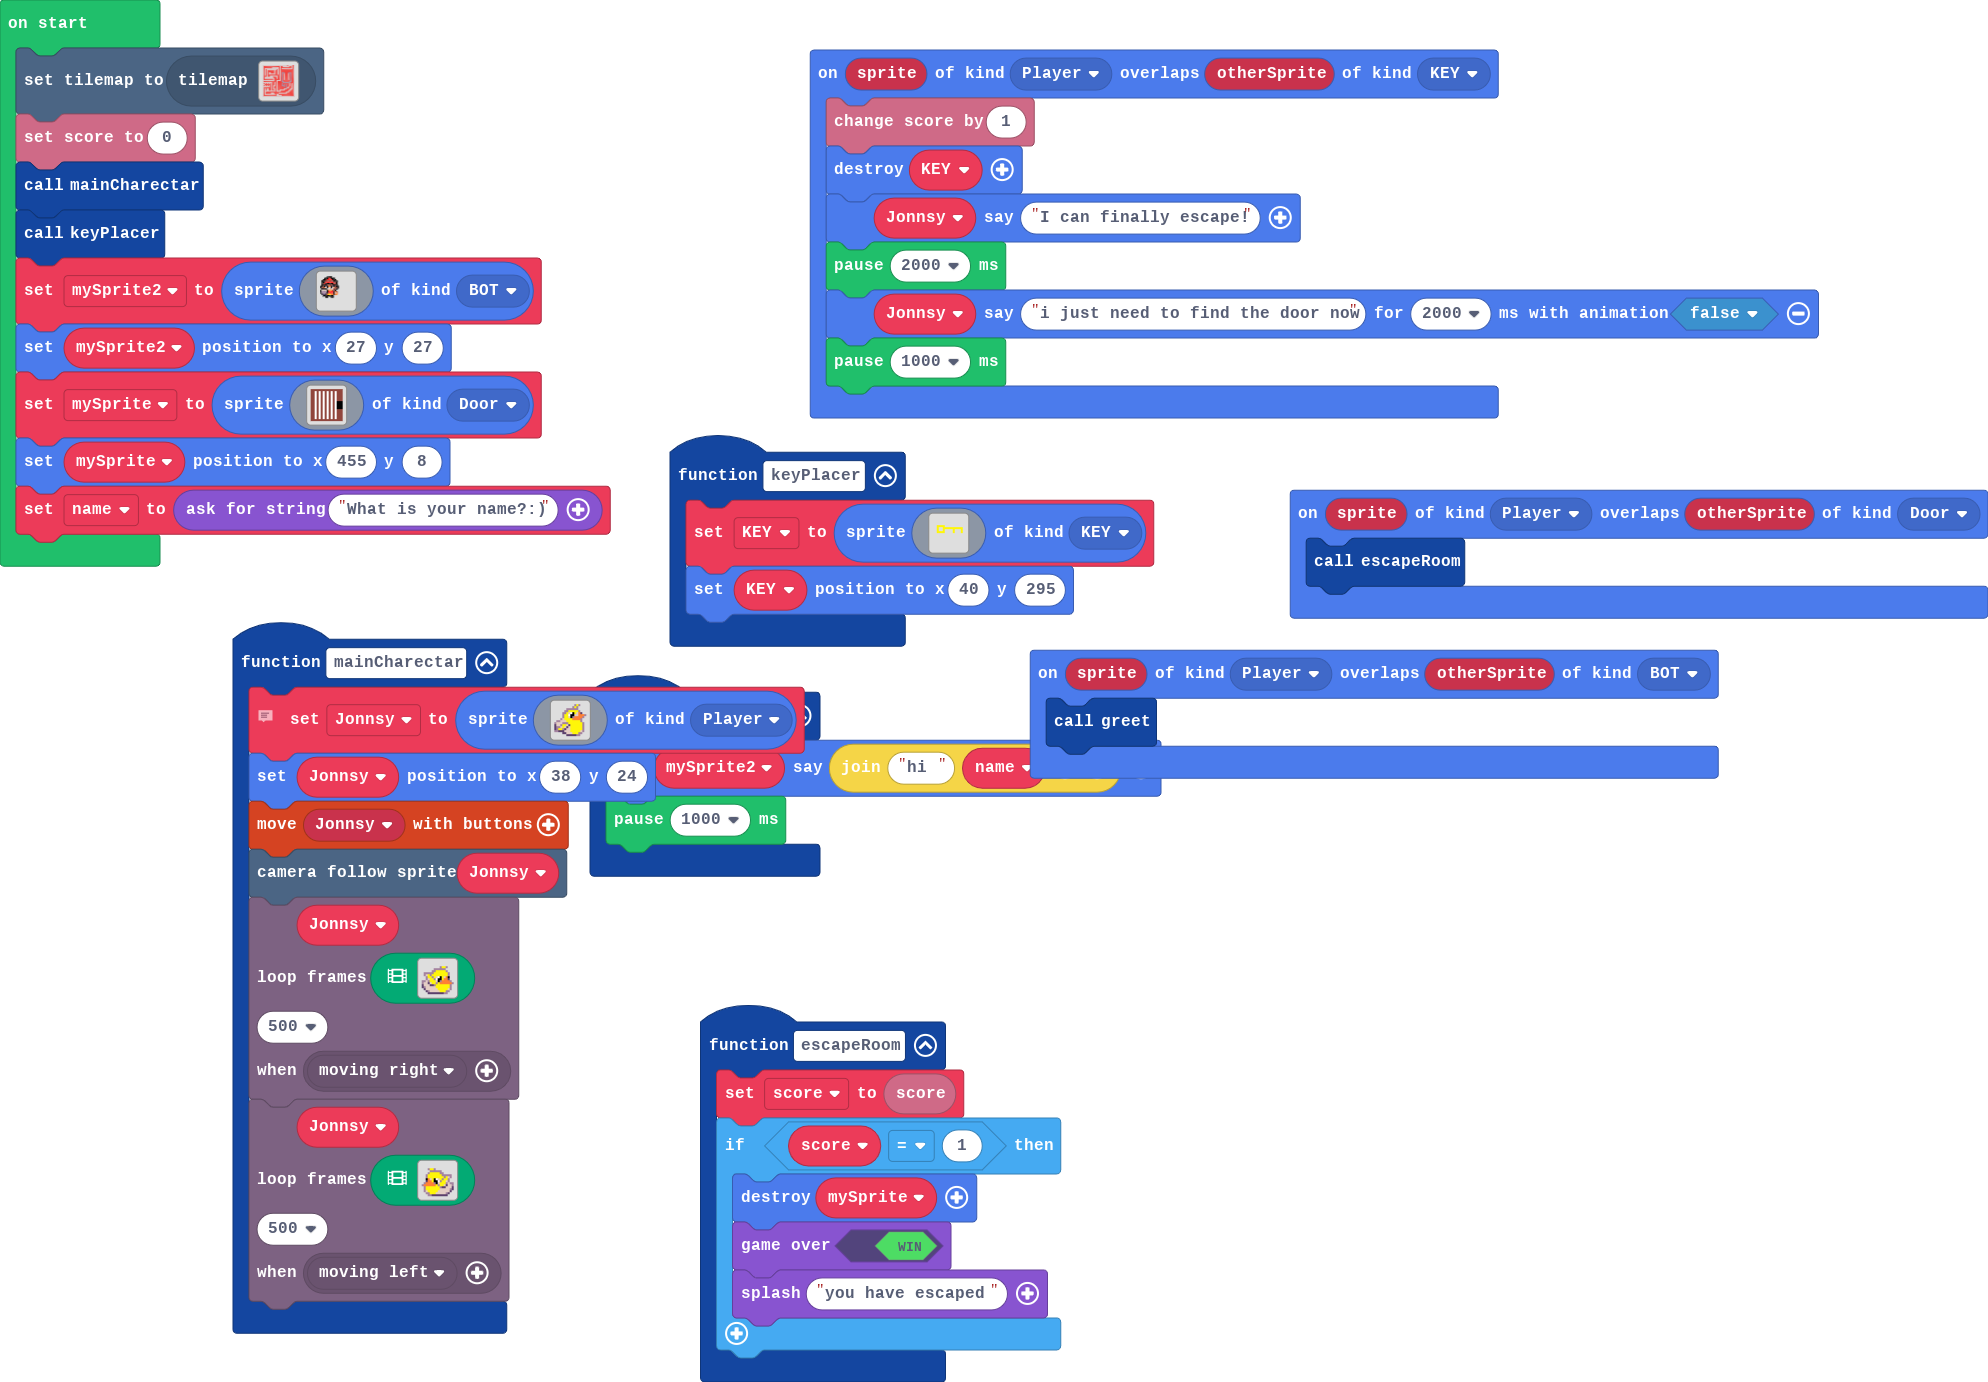 on start
set tilemap to tilemap
set score to 0
call mainCharectar
call keyPlacer
set mySprite2 to sprite of kind BOT
set mySprite2 position to x 27 y 27
set mySprite to sprite of kind Door
set mySprite position to x 455 y 8
set name to ask for string "What is your name?:)"
on sprite of kind Player overlaps otherSprite of kind KEY
change score by 1
destroy KEY
Jonnsy say "I can finally escape!"
pause 2000 ms
Jonnsy say "i just need to find the door now" for 2000 ms with animation false
pause 1000 ms
function keyPlacer
set KEY to sprite of kind KEY
set KEY position to x 40 y 295
on sprite of kind Player overlaps otherSprite of kind Door
call escapeRoom
function mainCharectar
set Jonnsy to sprite of kind Player
set Jonnsy position to x 38 y 24
move Jonnsy with buttons
camera follow sprite Jonnsy
Jonnsy
loop frames
500
when moving right
Jonnsy
loop frames
500
when moving left
mySprite2 say join "hi " name
pause 1000 ms
on sprite of kind Player overlaps otherSprite of kind BOT
call greet
function escapeRoom
set score to score
if score = 1 then
destroy mySprite
game over WIN
splash "you have escaped "